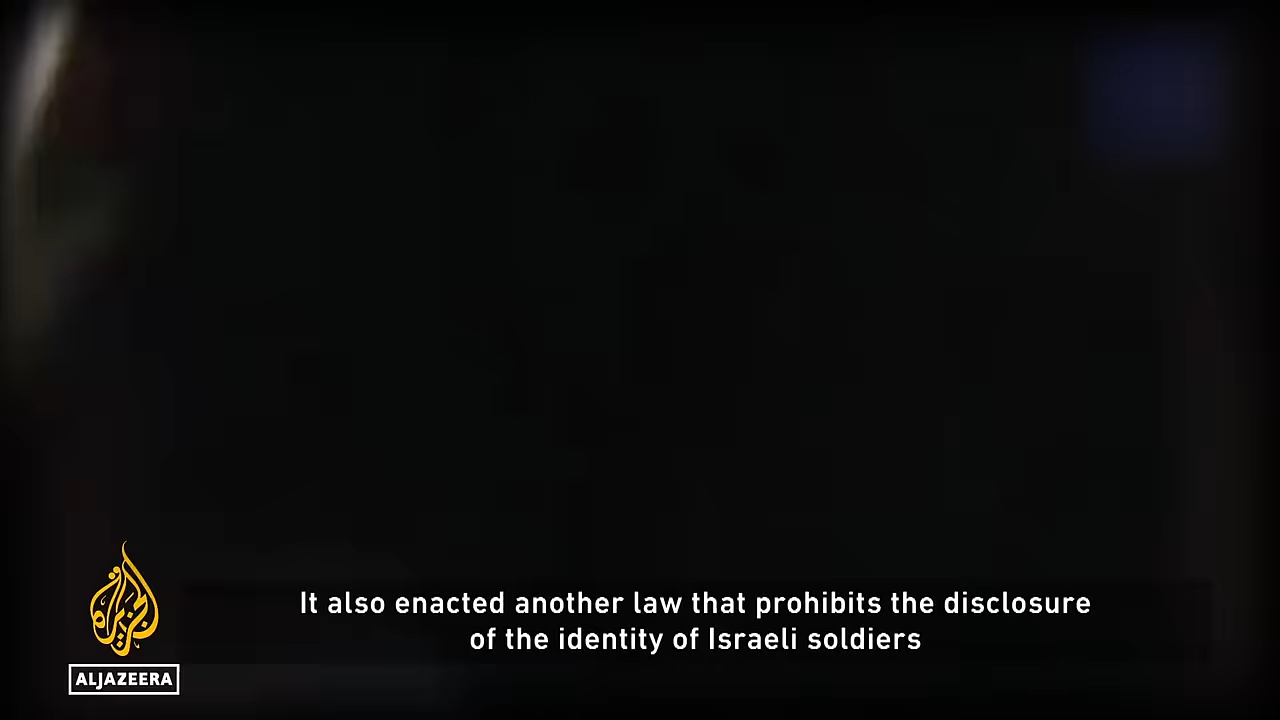 It also enacted another law that prohibits the disclosure
of the identity of Israeli soldiers
الجزيرة
ALJAZEERA